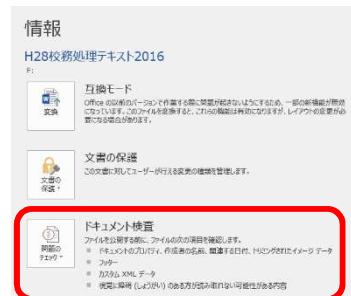 情報
H28校務処理テキスト2016
F:
変換
互換モード
Office の以前のバージョンで作業する際に問題が起きないようにするため、一部の新機能が無効
になっています。このファイルを変換すると、これらの機能は有効になりますが、レイアウトの変更が必
要になる場合があります。
文書の
保護
文書の保護
この文書に対してユーザーが行える変更の種類を管理します。
問題の
チェック
ドキュメント検査
ファイルを公開する前に、ファイルの次の項目を確認します。
ドキュメントのプロパティ、作成者の名前、関連する日付、トリミングされたイメージ データ
フッター
カスタム XML データ
視覚に障碍 (しょうがい) のある方が読み取れない可能性がある内容